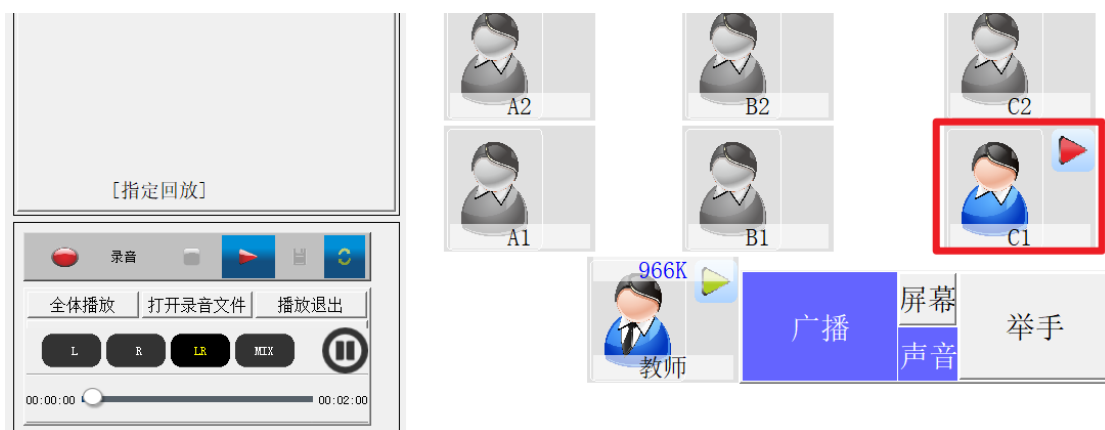 A2 B2 C2
[指定回放]
A1 B1 C1
录音
966K
全体播放 打开录音文件 播放退出
广播 屏幕 举手
声音
L R LR MIX
教师
00:00:00 00:02:00